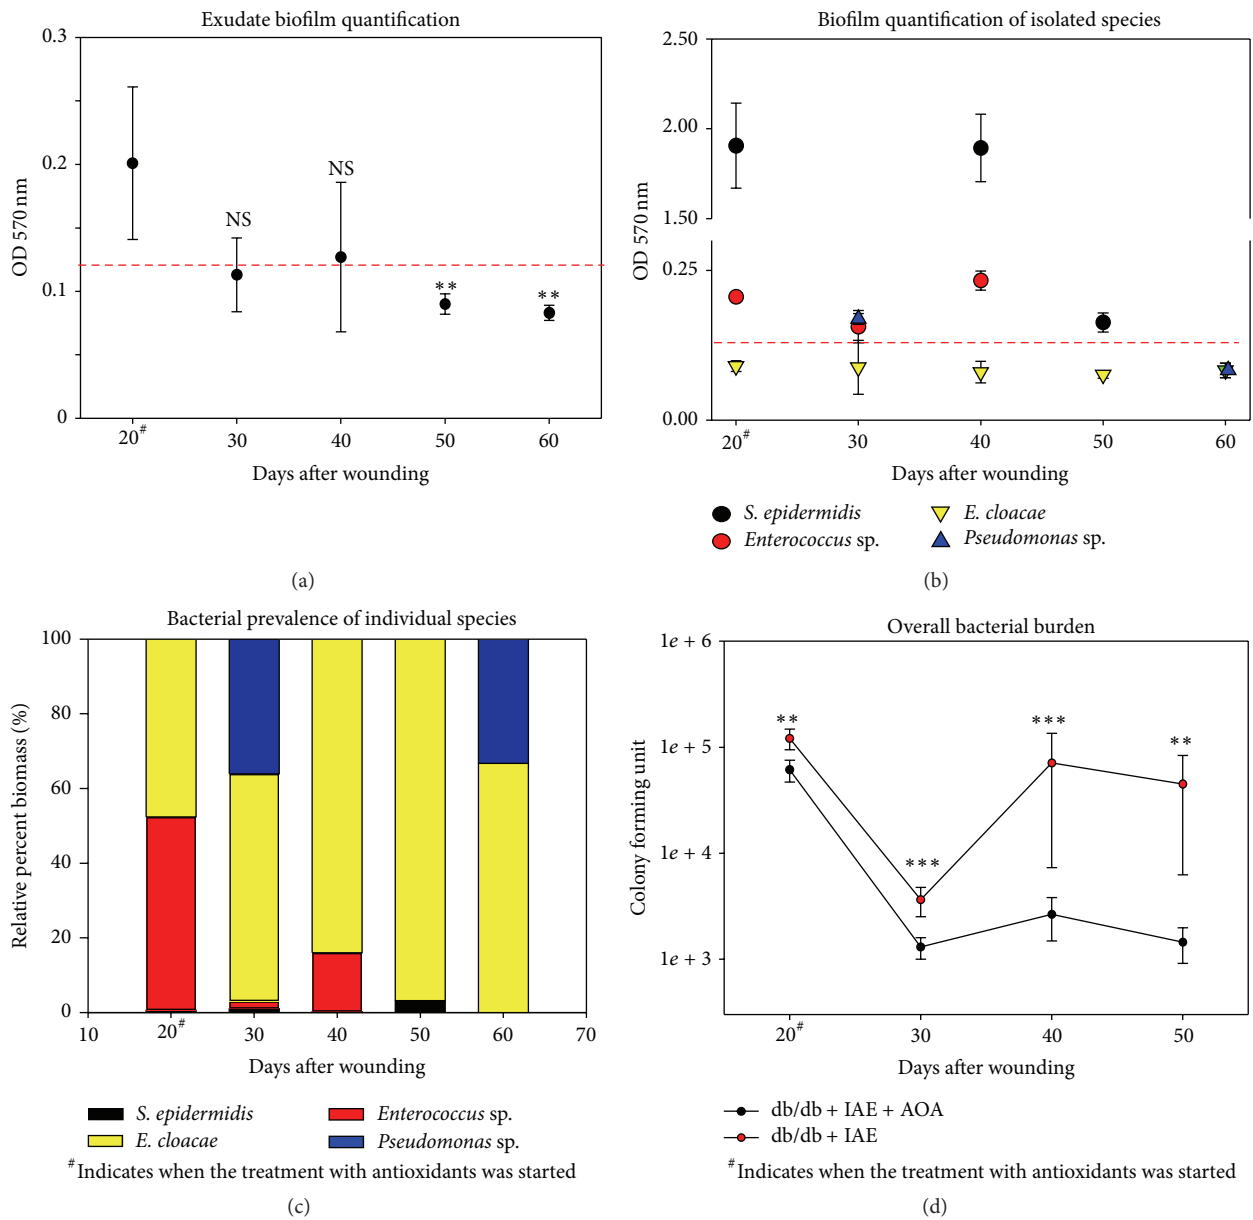 Exudate biofilm quantification
0.3
0.2
0.1
0
OD 570 nm
NS
NS
**
**
20#
30
40
50
60
Days after wounding
(a)
Biofilm quantification of isolated species
2.50
2.00
1.50
0.25
0.00
OD 570 nm
20#
30
40
50
60
Days after wounding
S. epidermidis
E. cloacae
Enterococcus sp.
Pseudomonas sp.
(b)
Bacterial prevalence of individual species
100
80
60
40
20
0
Relative percent biomass (%)
10
20#
30
40
50
60
70
Days after wounding
S. epidermidis
Enterococcus sp.
E. cloacae
Pseudomonas sp.
#Indicates when the treatment with antioxidants was started
(c)
Overall bacterial burden
1e + 6
1e + 5
1e + 4
1e + 3
Colony forming unit
**
***
***
**
20#
30
40
50
Days after wounding
db/db + IAE + AOA
db/db + IAE
#Indicates when the treatment with antioxidants was started
(d)